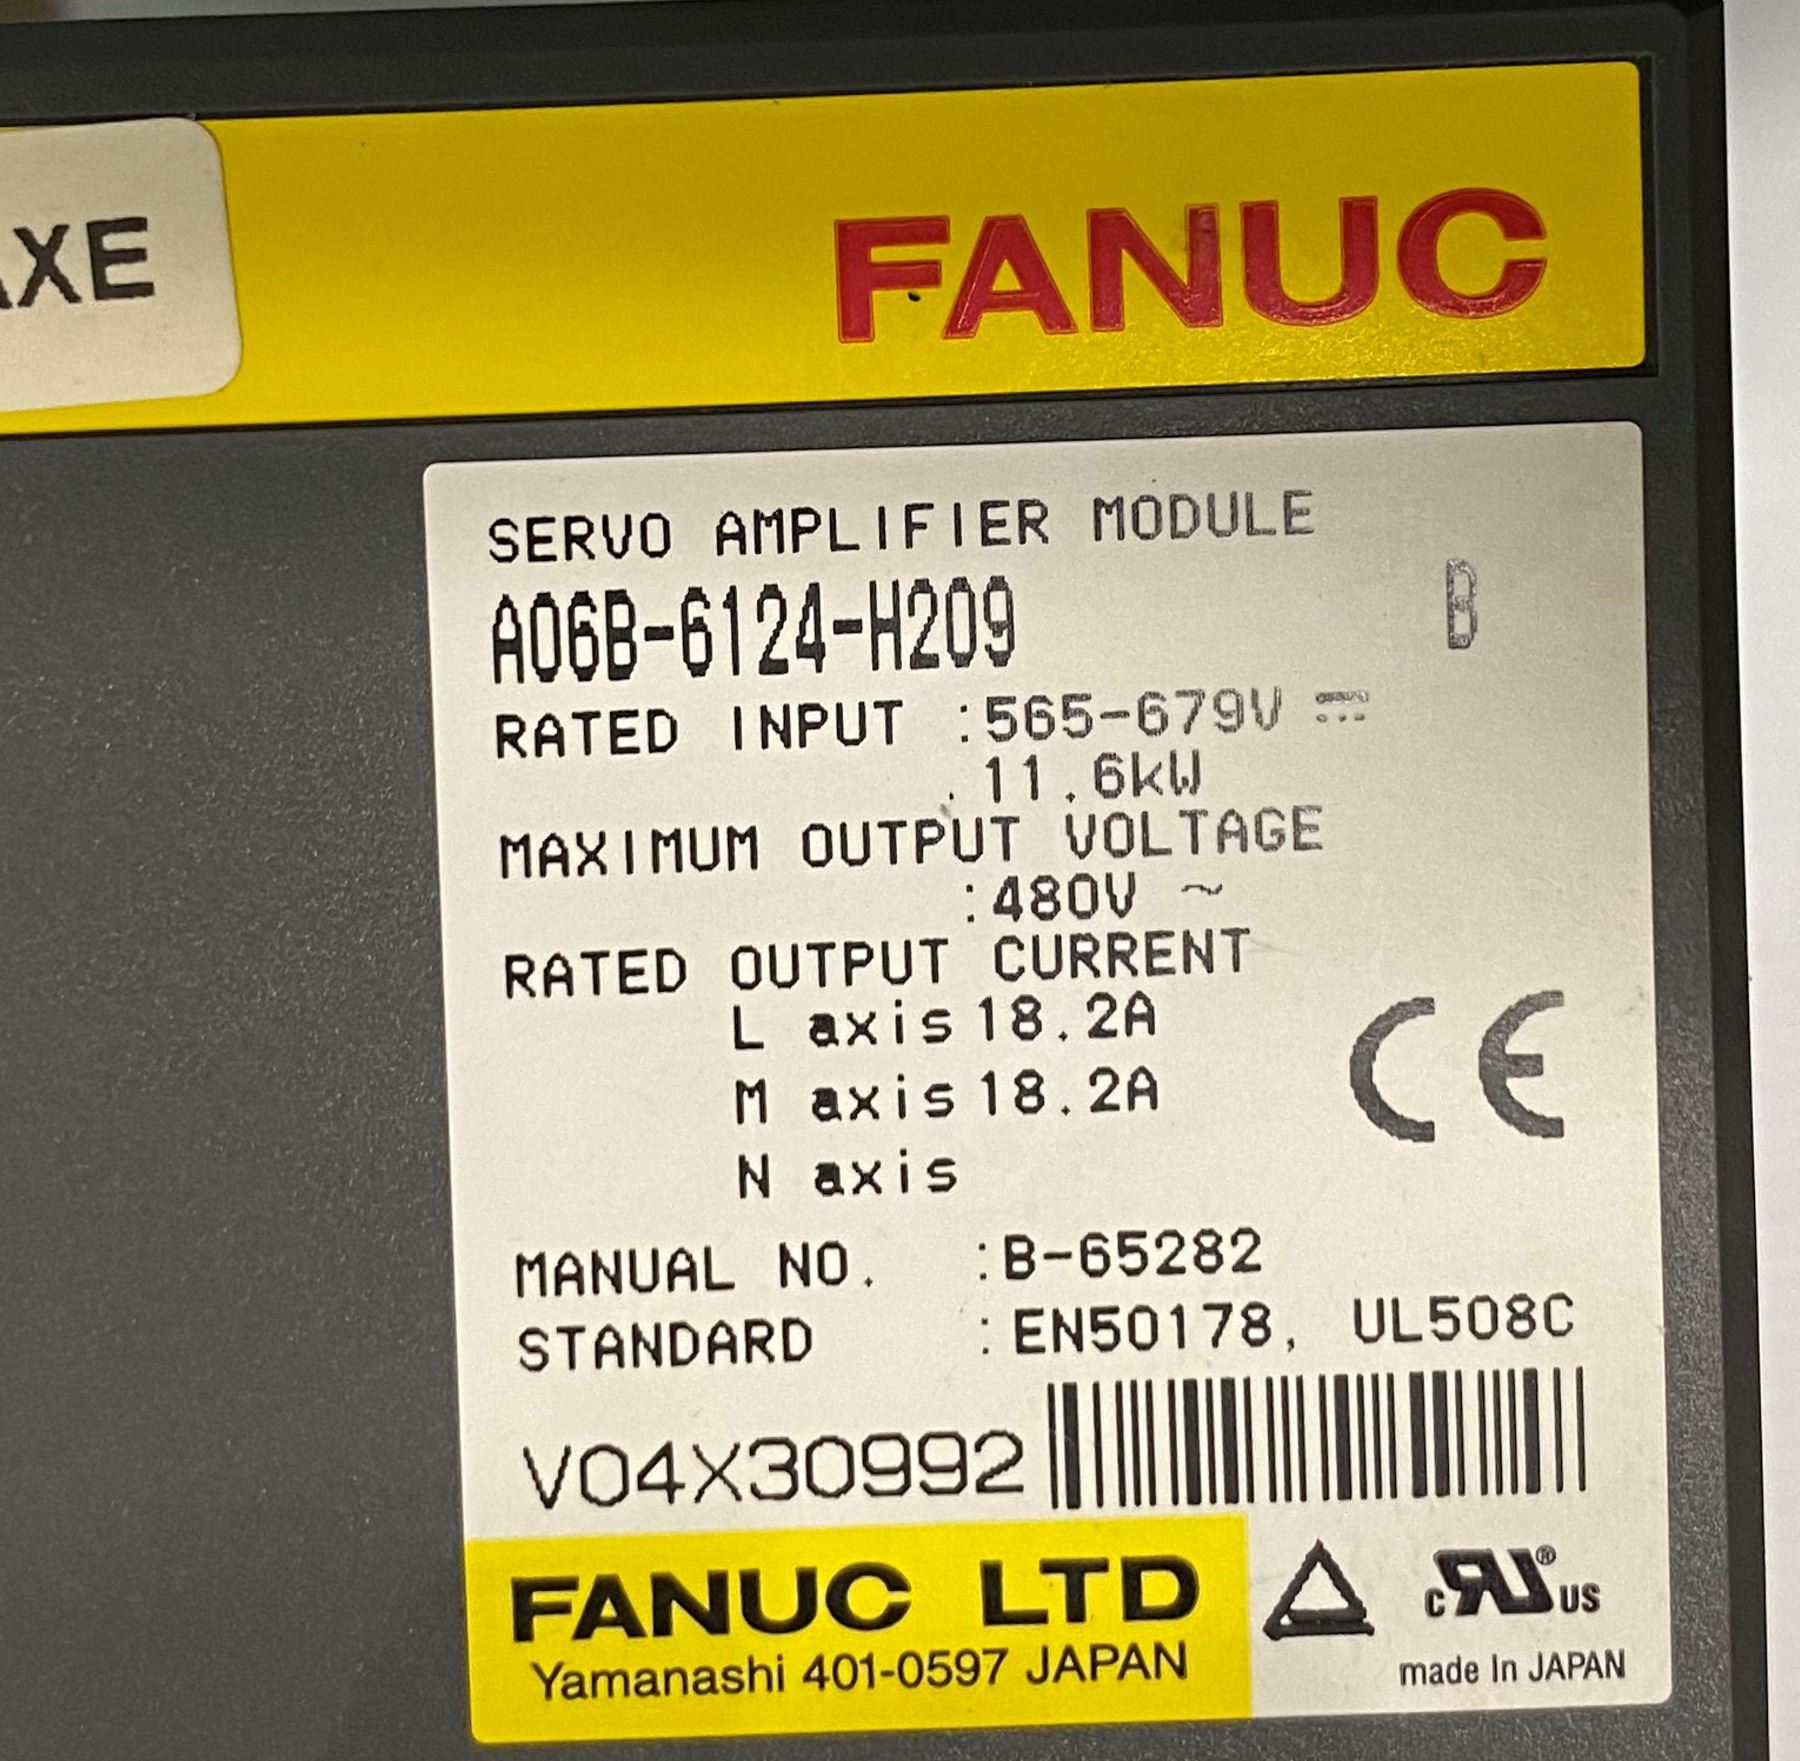 AXE
FANUC
SERVO AMPLIFIER MODULE
A06B-6124-H209 B
RATED INPUT :565-679V ⎓
11.6kW
MAXIMUM OUTPUT VOLTAGE
:480V ~
RATED OUTPUT CURRENT
L axis 18.2A
M axis 18.2A
N axis
MANUAL NO. :B-65282
STANDARD :EN50178, UL508C
CE
V04X30992
FANUC LTD
Yamanashi 401-0597 JAPAN
c RU ® US
made In JAPAN